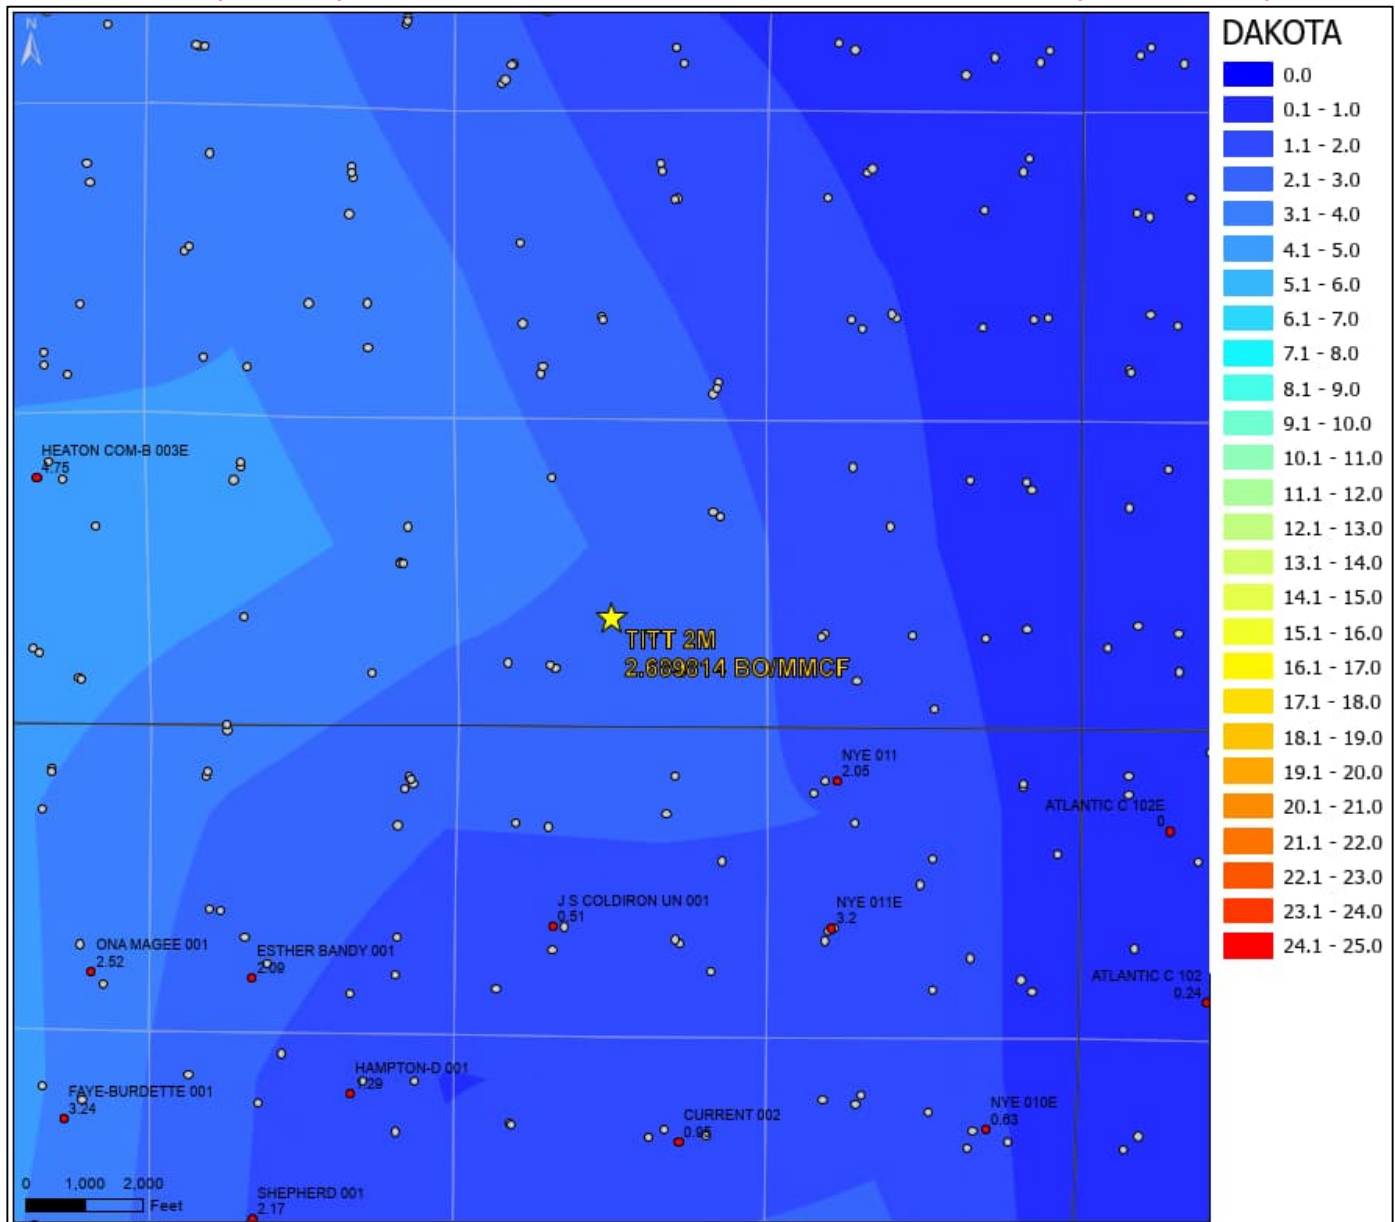 N
DAKOTA
0.0
0.1 - 1.0
1.1 - 2.0
2.1 - 3.0
3.1 - 4.0
4.1 - 5.0
5.1 - 6.0
6.1 - 7.0
7.1 - 8.0
8.1 - 9.0
9.1 - 10.0
10.1 - 11.0
11.1 - 12.0
12.1 - 13.0
13.1 - 14.0
14.1 - 15.0
15.1 - 16.0
16.1 - 17.0
17.1 - 18.0
18.1 - 19.0
19.1 - 20.0
20.1 - 21.0
21.1 - 22.0
22.1 - 23.0
23.1 - 24.0
24.1 - 25.0
HEATON COM-B 003E
4.75
TITT 2M
2.689814 BO/MMCF
NYE 011
2.05
ATLANTIC C 102E
0
J S COLDIRON UN 001
0.51
NYE 011E
3.2
ONA MAGEE 001
2.52
ESTHER BANDY 001
2.09
ATLANTIC C 102
0.24
HAMPTON-D 001
1.29
FAYE-BURDETTE 001
3.24
CURRENT 002
0.95
NYE 010E
0.63
SHEPHERD 001
2.17
0 1,000 2,000
Feet